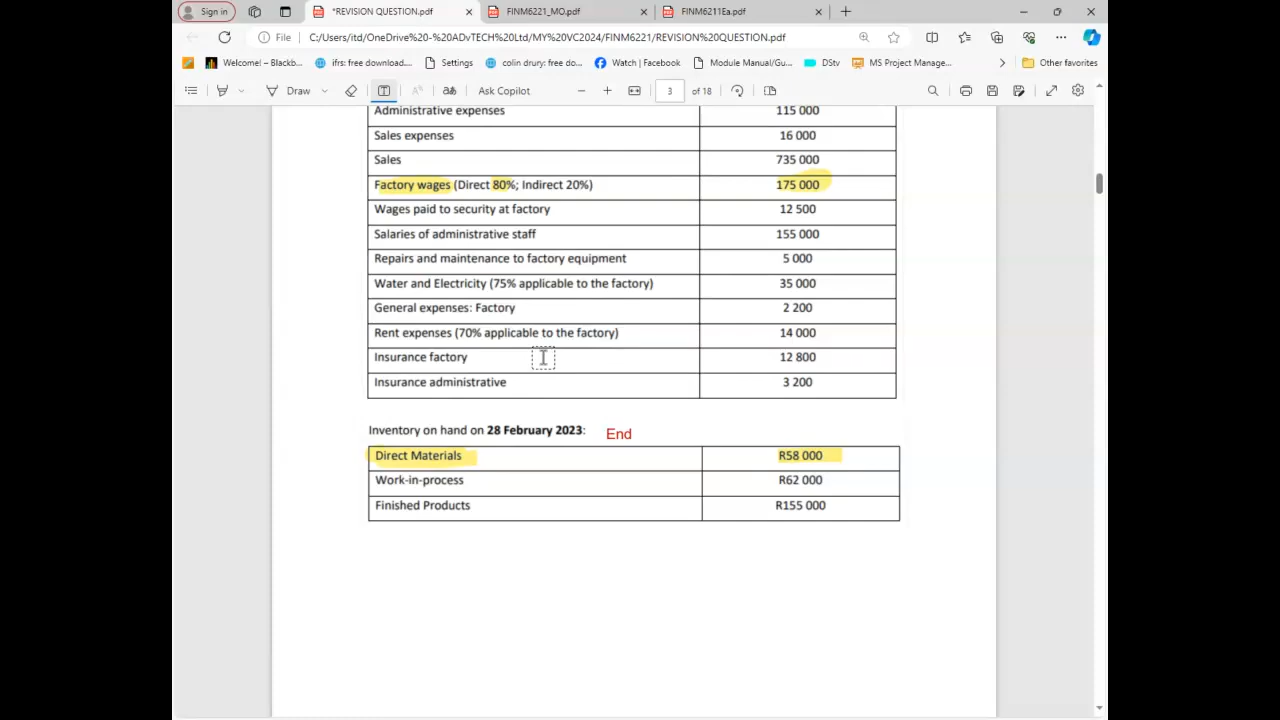 Sign in
*REVISION QUESTION.pdf
FINM6221_MO.pdf
FINM6211Ea.pdf
File
C:/Users/itd/OneDrive%20-%20ADvTECH%20Ltd/MY%20VC2024/FINM6221/REVISION%20QUESTION.pdf
Welcome! – Blackb...
ifrs: free download....
Settings
colin drury: free do...
Watch | Facebook
Module Manual/Gu...
DStv
MS Project Manage...
Other favorites
Draw
Ask Copilot
3 of 18
Administrative expenses 115 000
Sales expenses 16 000
Sales 735 000
Factory wages (Direct 80%; Indirect 20%) 175 000
Wages paid to security at factory 12 500
Salaries of administrative staff 155 000
Repairs and maintenance to factory equipment 5 000
Water and Electricity (75% applicable to the factory) 35 000
General expenses: Factory 2 200
Rent expenses (70% applicable to the factory) 14 000
Insurance factory 12 800
Insurance administrative 3 200
Inventory on hand on 28 February 2023: End
Direct Materials R58 000
Work-in-process R62 000
Finished Products R155 000